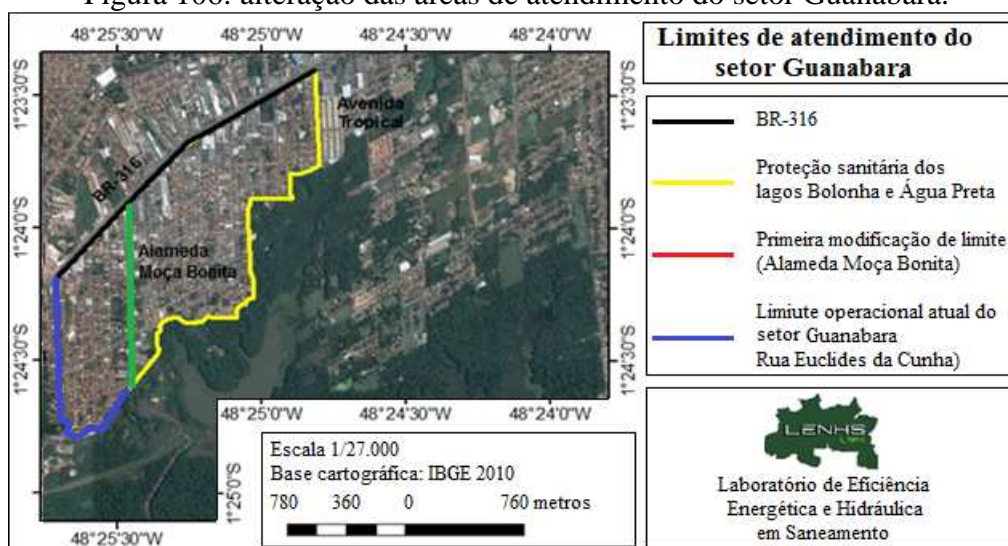 Figura 106: alteração das áreas de atendimento do setor Guanabara.
48°25'30"W
48°25'0"W
48°24'30"W
48°24'0"W
1°23'30"S
1°24'0"S
1°24'30"S
1°25'0"S
1°23'30"S
1°24'0"S
1°24'30"S
Avenida
Tropical
BR-316
Alameda
Moça Bonita
48°25'0"W
48°24'30"W
48°24'0"W
48°25'30"W
Escala 1/27.000
Base cartográfica: IBGE 2010
780 360 0 760 metros
Limites de atendimento do
setor Guanabara
BR-316
Proteção sanitária dos
lagos Bolonha e Água Preta
Primeira modificação de limite
(Alameda Moça Bonita)
Limiute operacional atual do
setor Guanabara
Rua Euclides da Cunha)
LENHS
Laboratório de Eficiência
Energética e Hidráulica
em Saneamento